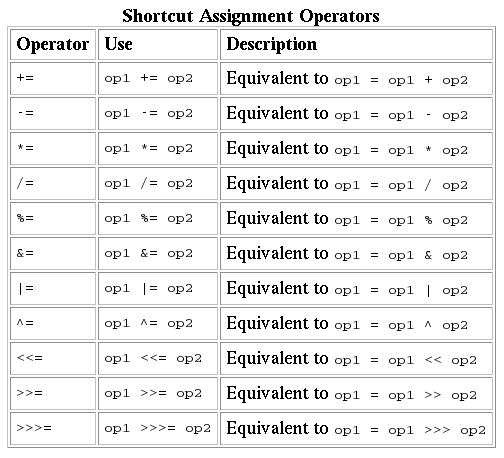 Shortcut Assignment Operators
Operator Use Description
+= op1 += op2 Equivalent to op1 = op1 + op2
-= op1 -= op2 Equivalent to op1 = op1 - op2
*= op1 *= op2 Equivalent to op1 = op1 * op2
/= op1 /= op2 Equivalent to op1 = op1 / op2
%= op1 %= op2 Equivalent to op1 = op1 % op2
&= op1 &= op2 Equivalent to op1 = op1 & op2
|= op1 |= op2 Equivalent to op1 = op1 | op2
^= op1 ^= op2 Equivalent to op1 = op1 ^ op2
<<= op1 <<= op2 Equivalent to op1 = op1 << op2
>>= op1 >>= op2 Equivalent to op1 = op1 >> op2
>>>= op1 >>>= op2 Equivalent to op1 = op1 >>> op2